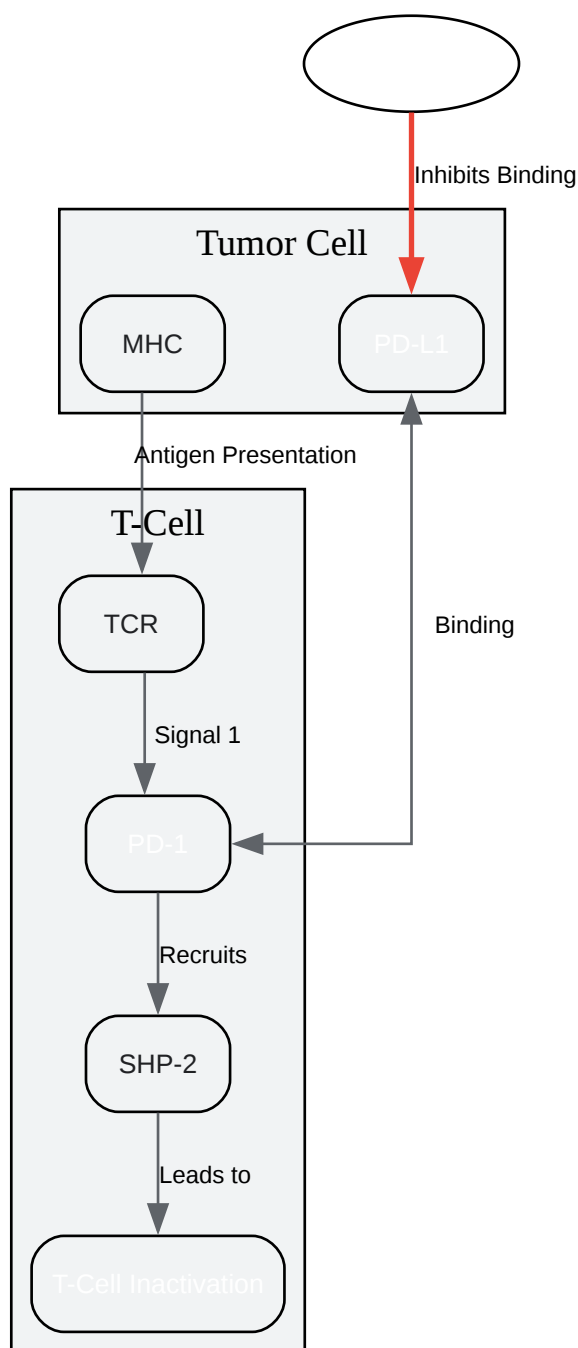 Inhibits Binding
Tumor Cell
MHC
PD-L1
Antigen Presentation
T-Cell
TCR
Binding
Signal 1
PD-1
Recruits
SHP-2
Leads to
T-Cell Inactivation